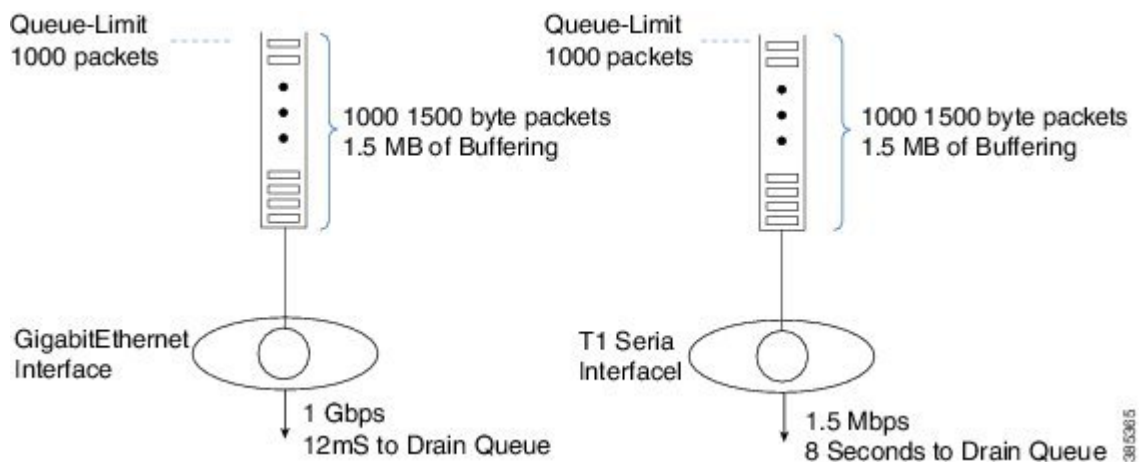 Queue-Limit
1000 packets
1000 1500 byte packets
1.5 MB of Buffering
GigabitEthernet
Interface
1 Gbps
12mS to Drain Queue
Queue-Limit
1000 packets
1000 1500 byte packets
1.5 MB of Buffering
T1 Seria
Interfacel
1.5 Mbps
8 Seconds to Drain Queue
385365